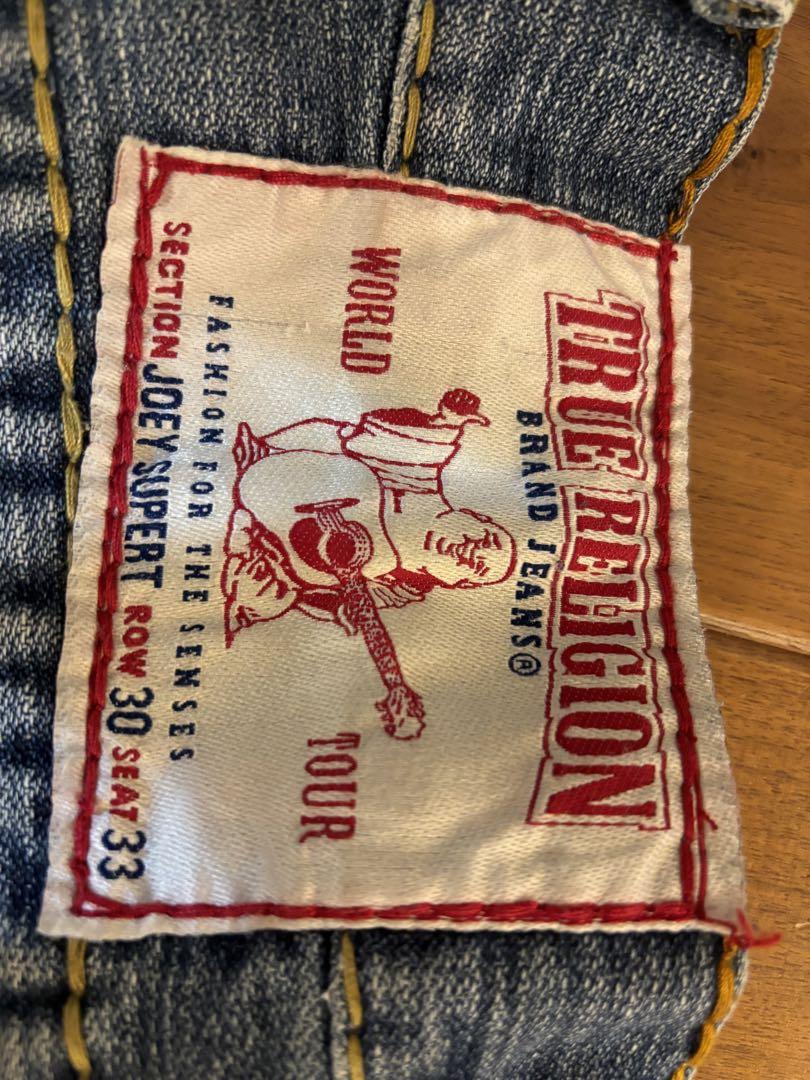 TRUE RELIGION
BRAND JEANS®
WORLD TOUR
FASHION FOR THE SENSES
SECTION JOEY SUPERT ROW 30 SEAT 33